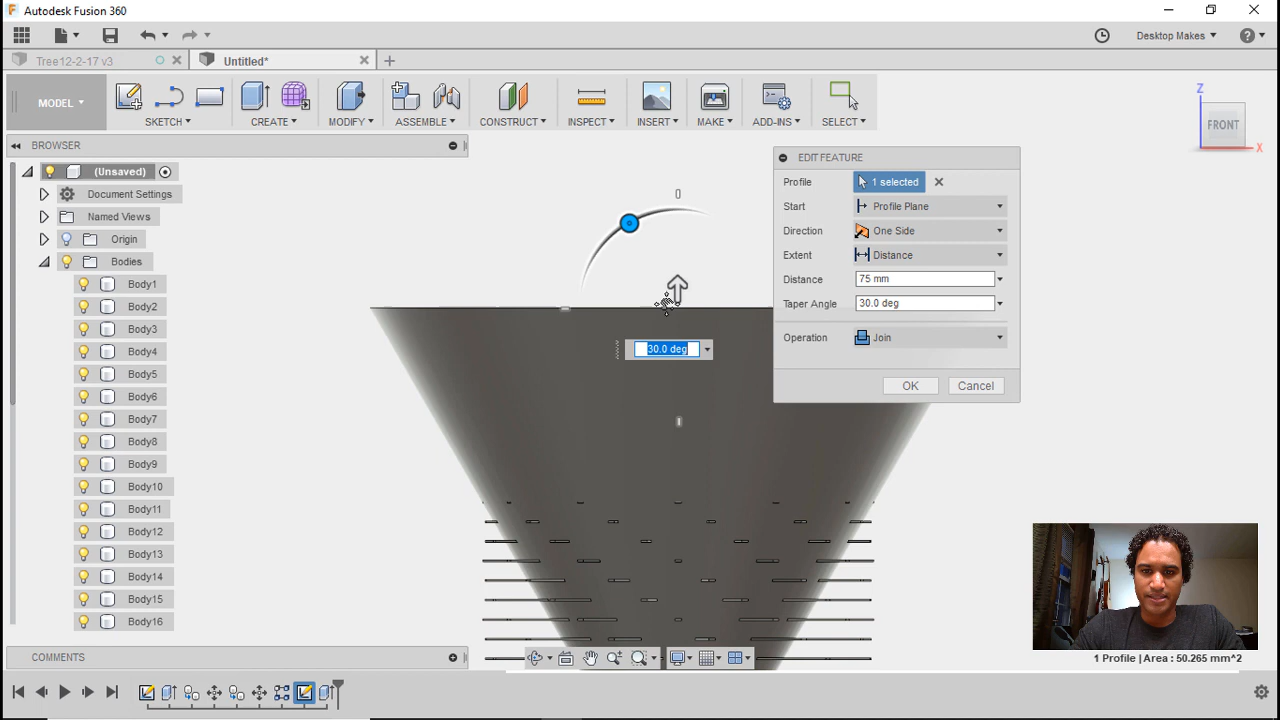 Autodesk Fusion 360
Desktop Makes
Tree12-2-17 v3
Untitled*
MODEL
SKETCH
CREATE
MODIFY
ASSEMBLE
CONSTRUCT
INSPECT
INSERT
MAKE
ADD-INS
SELECT
BROWSER
(Unsaved)
Document Settings
Named Views
Origin
Bodies
Body1
Body2
Body3
Body4
Body5
Body6
Body7
Body8
Body9
Body10
Body11
Body12
Body13
Body14
Body15
Body16
Z
FRONT
X
0
30.0 deg
EDIT FEATURE
Profile 1 selected
Start Profile Plane
Direction One Side
Extent Distance
Distance 75 mm
Taper Angle 30.0 deg
Operation Join
OK Cancel
COMMENTS
1 Profile | Area : 50.265 mm^2